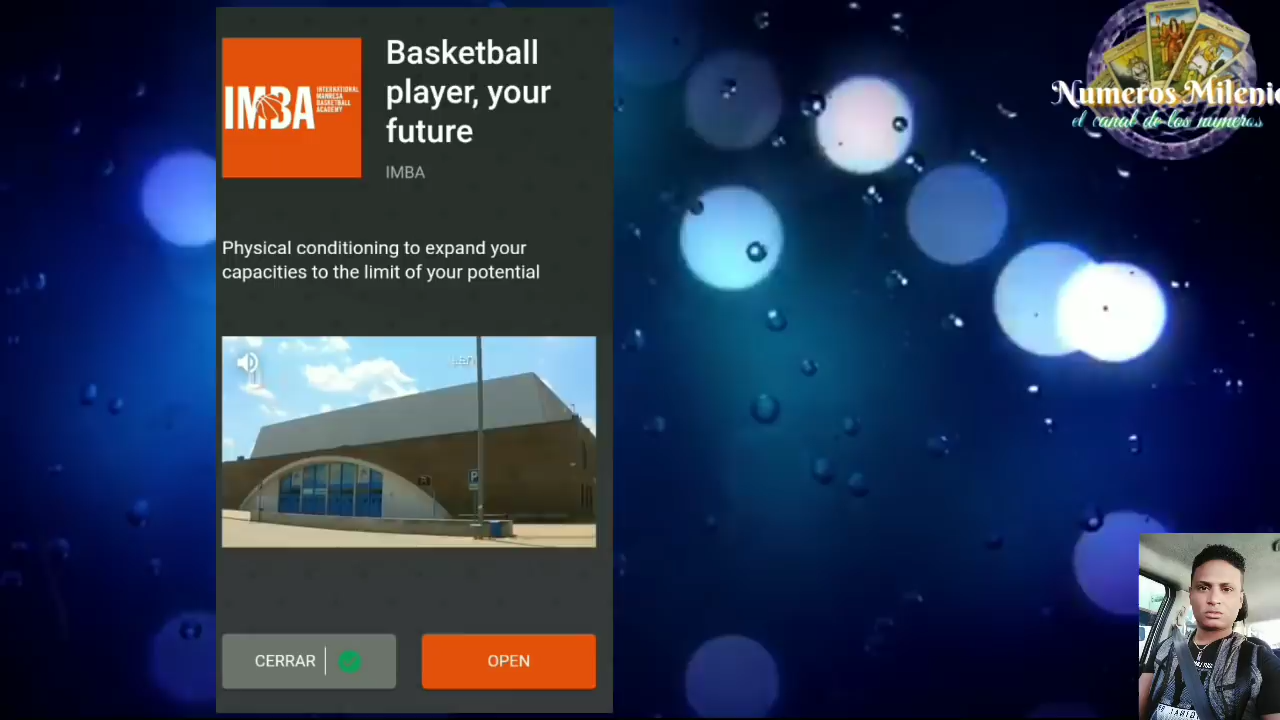 IMBA
INTERNATIONAL
MANRESA
BASKETBALL
ACADEMY
Basketball
player, your
future
IMBA
Physical conditioning to expand your
capacities to the limit of your potential
P
CERRAR
OPEN
Numeros Mileni
el canal de los numeros